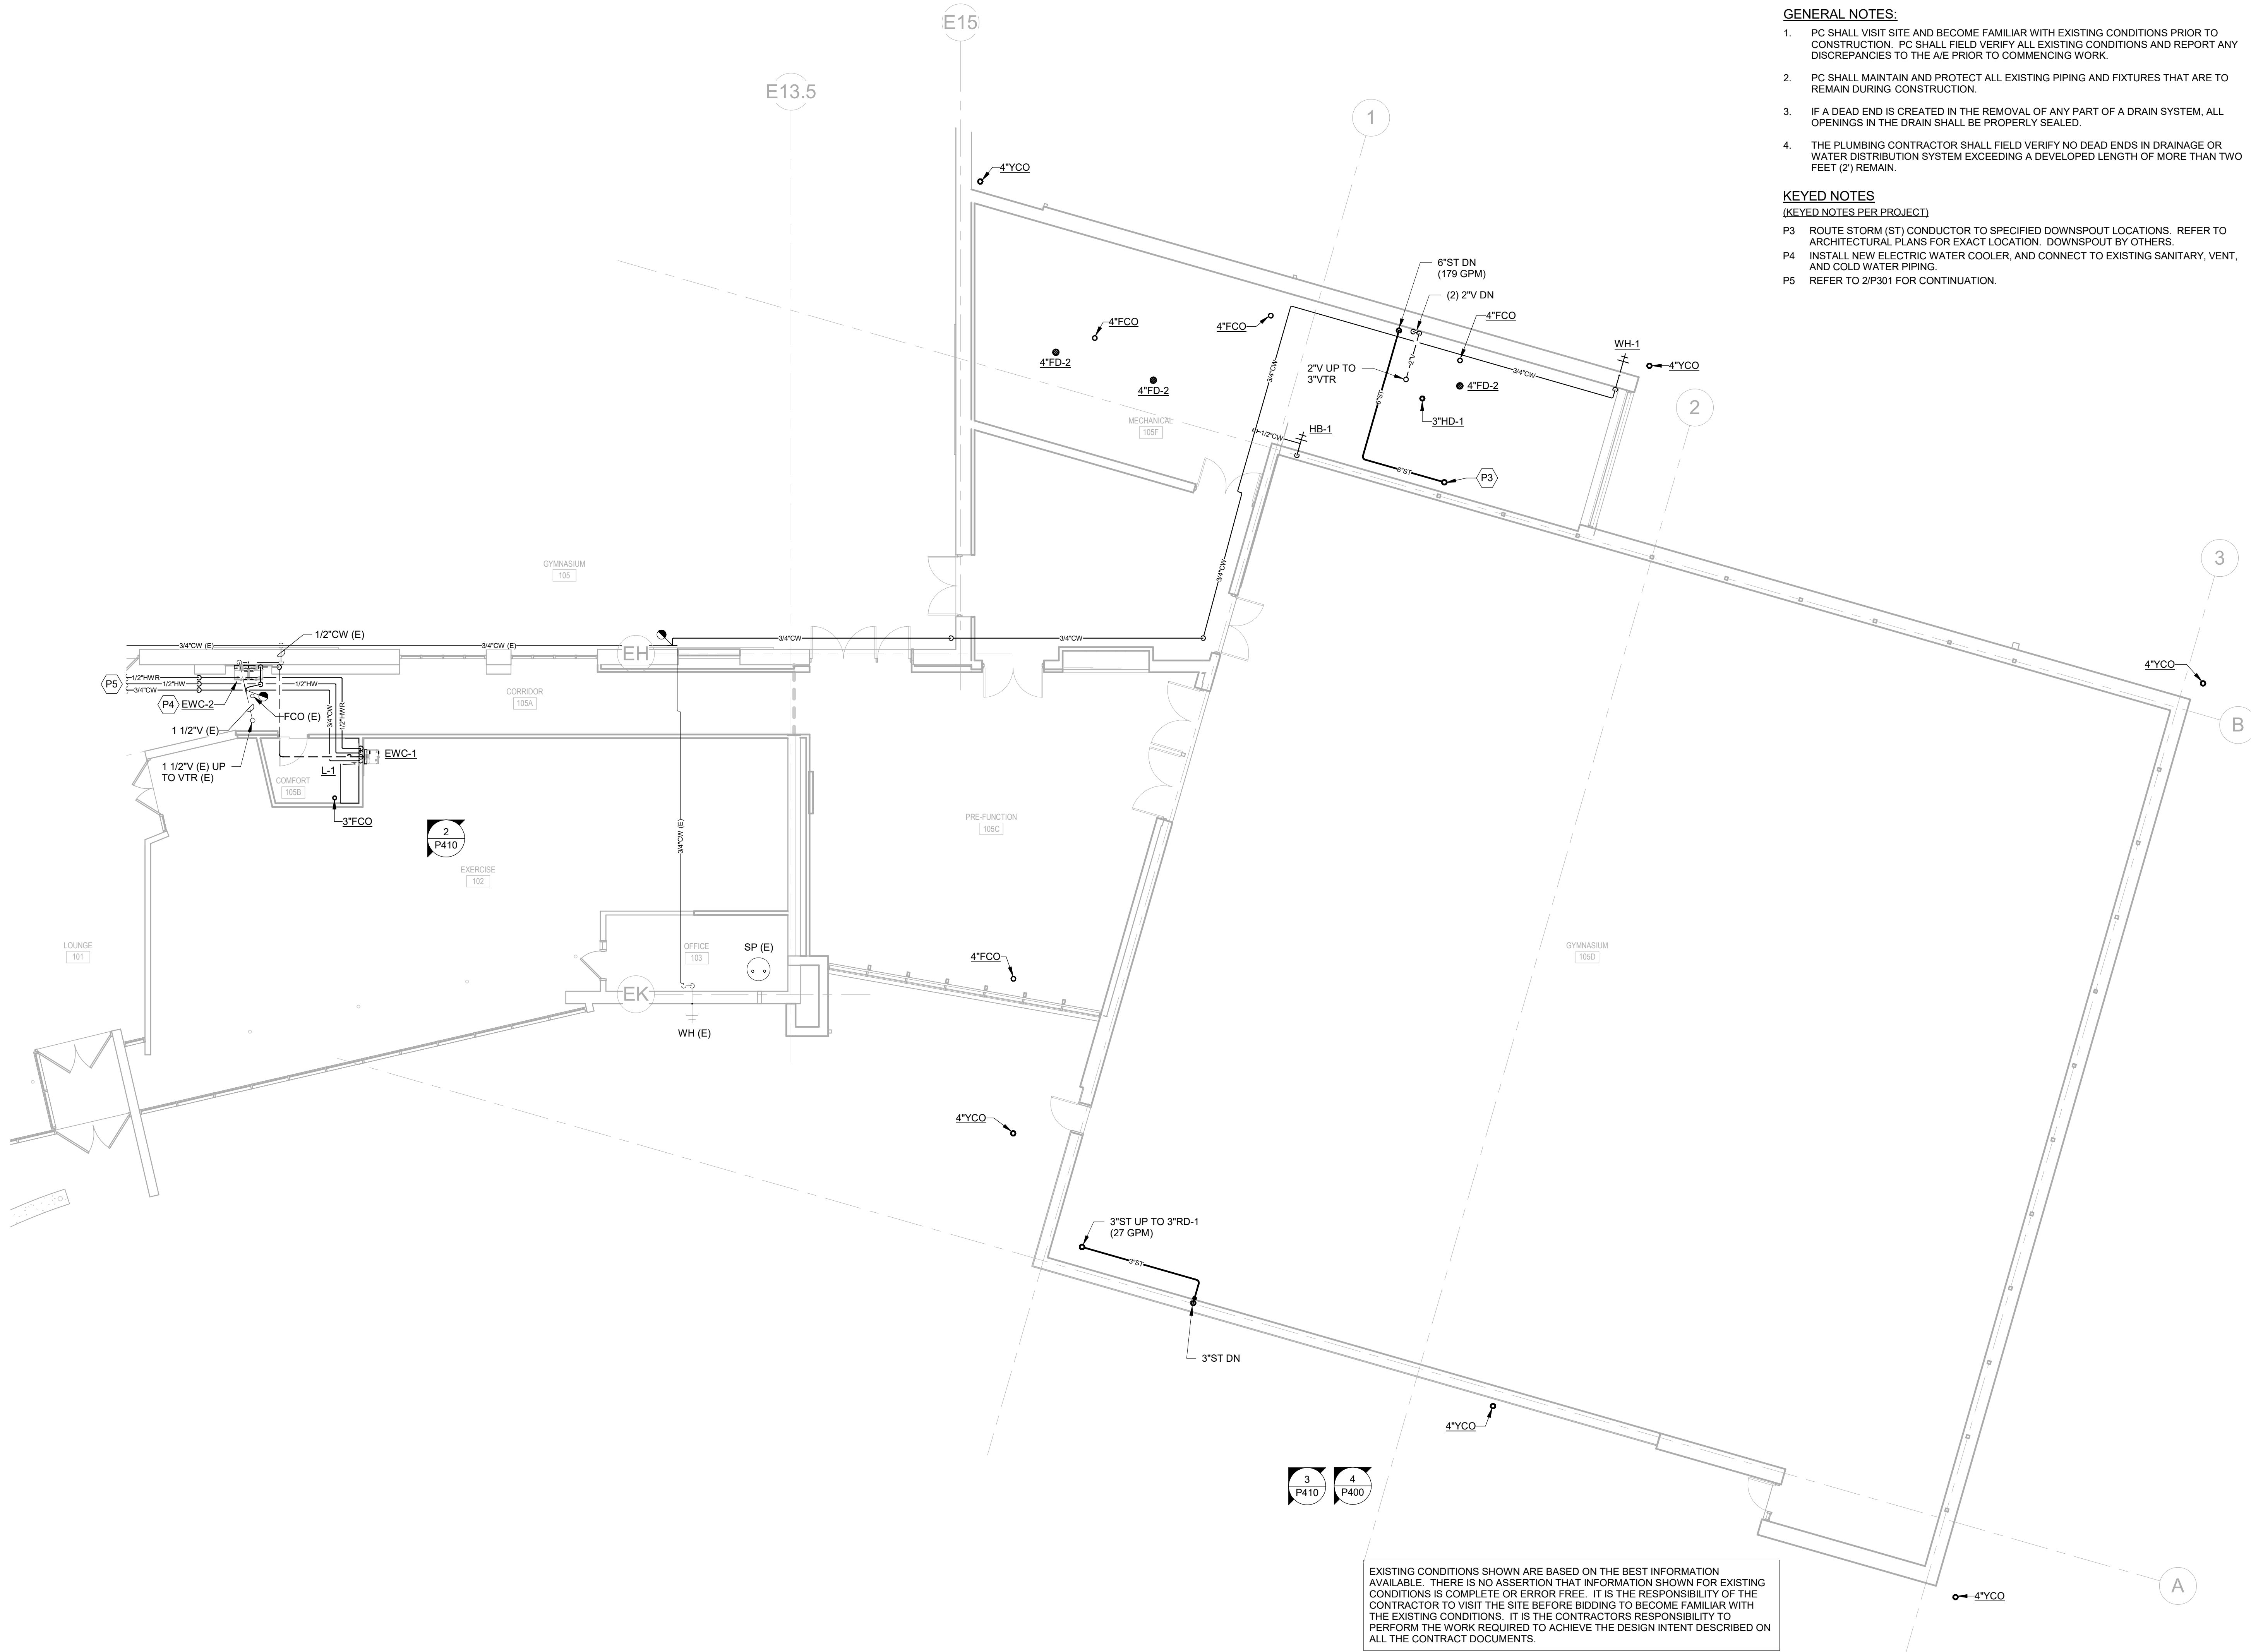 GENERAL NOTES:
1. PC SHALL VISIT SITE AND BECOME FAMILIAR WITH EXISTING CONDITIONS PRIOR TO
CONSTRUCTION. PC SHALL FIELD VERIFY ALL EXISTING CONDITIONS AND REPORT ANY
DISCREPANCIES TO THE A/E PRIOR TO COMMENCING WORK.
2. PC SHALL MAINTAIN AND PROTECT ALL EXISTING PIPING AND FIXTURES THAT ARE TO
REMAIN DURING CONSTRUCTION.
3. IF A DEAD END IS CREATED IN THE REMOVAL OF ANY PART OF A DRAIN SYSTEM, ALL
OPENINGS IN THE DRAIN SHALL BE PROPERLY SEALED.
4. THE PLUMBING CONTRACTOR SHALL FIELD VERIFY NO DEAD ENDS IN DRAINAGE OR
WATER DISTRIBUTION SYSTEM EXCEEDING A DEVELOPED LENGTH OF MORE THAN TWO
FEET (2') REMAIN.
KEYED NOTES
(KEYED NOTES PER PROJECT)
P3 ROUTE STORM (ST) CONDUCTOR TO SPECIFIED DOWNSPOUT LOCATIONS. REFER TO
ARCHITECTURAL PLANS FOR EXACT LOCATION. DOWNSPOUT BY OTHERS.
P4 INSTALL NEW ELECTRIC WATER COOLER, AND CONNECT TO EXISTING SANITARY, VENT,
AND COLD WATER PIPING.
P5 REFER TO 2/P301 FOR CONTINUATION.
E15
E13.5
1
2
3
B
A
EH
EK
4"YCO
6"ST DN
(179 GPM)
(2) 2"V DN
4"FCO
4"FCO
4"FCO
4"FD-2
4"FD-2
4"FD-2
2"V UP TO
3"VTR
2"V
WH-1
4"YCO
3/4"CW
3/4"CW
6"ST
3"HD-1
MECHANICAL
105F
1/2"CW
HB-1
6"ST
P3
3/4"CW
GYMNASIUM
105
1/2"CW (E)
3/4"CW (E)
3/4"CW (E)
3/4"CW
3/4"CW
P5
1/2"HWR
1/2"HW
1/2"HW
3/4"CW
P4
EWC-2
FCO (E)
3/4"CW
1/2"HWR
CORRIDOR
105A
1 1/2"V (E)
1 1/2"V (E) UP
TO VTR (E)
EWC-1
L-1
COMFORT
105B
3"FCO
2
P410
EXERCISE
102
3/4"CW (E)
PRE-FUNCTION
105C
LOUNGE
101
OFFICE
103
SP (E)
WH (E)
4"FCO
GYMNASIUM
105D
4"YCO
4"YCO
3"ST UP TO 3"RD-1
(27 GPM)
3"ST
3"ST DN
4"YCO
3
P410
4
P400
4"YCO
EXISTING CONDITIONS SHOWN ARE BASED ON THE BEST INFORMATION
AVAILABLE. THERE IS NO ASSERTION THAT INFORMATION SHOWN FOR EXISTING
CONDITIONS IS COMPLETE OR ERROR FREE. IT IS THE RESPONSIBILITY OF THE
CONTRACTOR TO VISIT THE SITE BEFORE BIDDING TO BECOME FAMILIAR WITH
THE EXISTING CONDITIONS. IT IS THE CONTRACTORS RESPONSIBILITY TO
PERFORM THE WORK REQUIRED TO ACHIEVE THE DESIGN INTENT DESCRIBED ON
ALL THE CONTRACT DOCUMENTS.